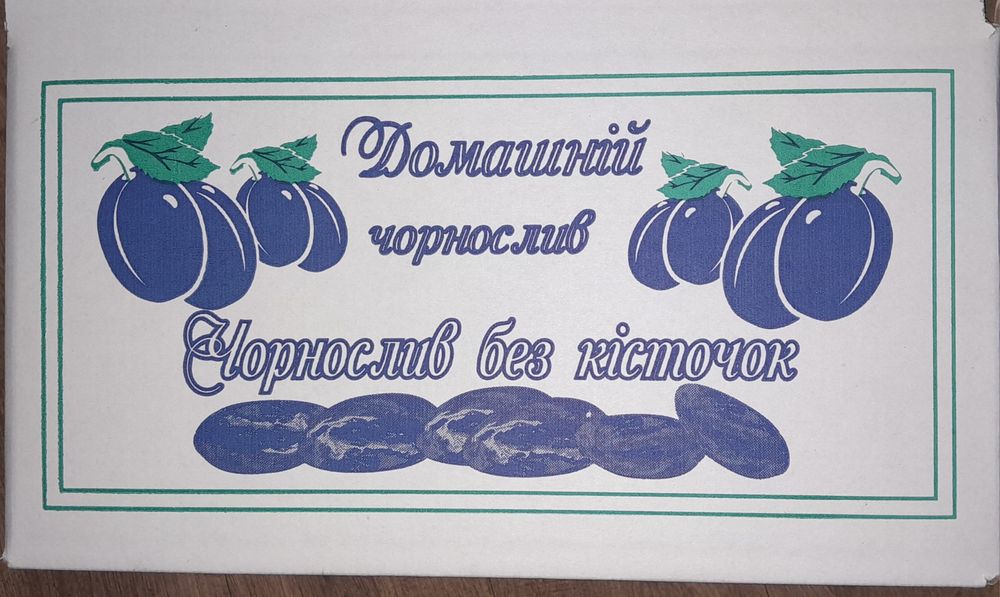 Домашній
чорнослив
Чорнослив без кісточок